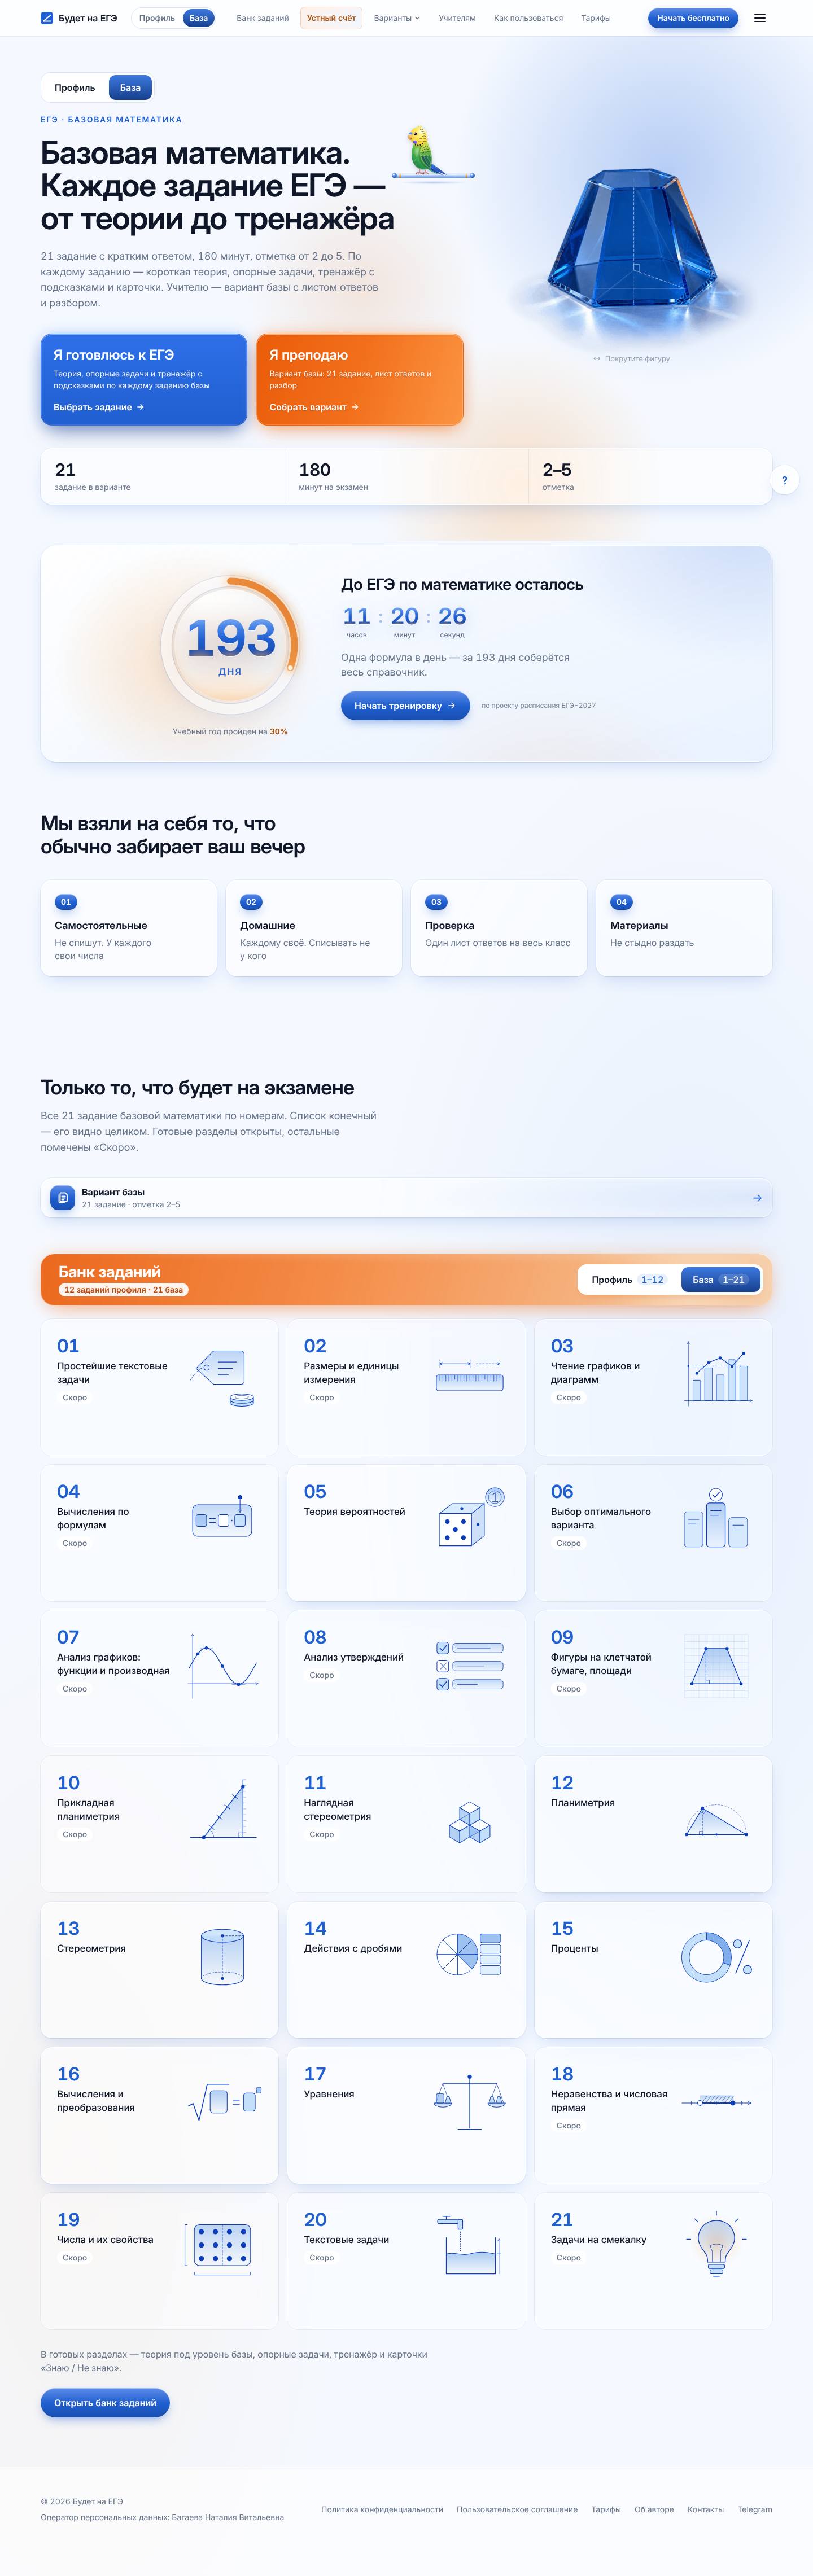 Будет на ЕГЭ
Профиль База
Банк заданий
Устный счёт
Варианты
Учителям
Как пользоваться
Тарифы
Начать бесплатно
Профиль База
ЕГЭ · БАЗОВАЯ МАТЕМАТИКА
Базовая математика.
Каждое задание ЕГЭ —
от теории до тренажёра
21 задание с кратким ответом, 180 минут, отметка от 2 до 5. По
каждому заданию — короткая теория, опорные задачи, тренажёр с
подсказками и карточки. Учителю — вариант базы с листом ответов
и разбором.
Я готовлюсь к ЕГЭ
Теория, опорные задачи и тренажёр с
подсказками по каждому заданию базы
Выбрать задание →
Я преподаю
Вариант базы: 21 задание, лист ответов и
разбор
Собрать вариант →
↔ Покрутите фигуру
21
задание в варианте
180
минут на экзамен
2–5
отметка
?
193
ДНЯ
Учебный год пройден на 30%
До ЕГЭ по математике осталось
11 : 20 : 26
часов минут секунд
Одна формула в день — за 193 дня соберётся
весь справочник.
Начать тренировку →
по проекту расписания ЕГЭ-2027
Мы взяли на себя то, что
обычно забирает ваш вечер
01
Самостоятельные
Не спишут. У каждого
свои числа
02
Домашние
Каждому своё. Списывать не
у кого
03
Проверка
Один лист ответов на весь класс
04
Материалы
Не стыдно раздать
Только то, что будет на экзамене
Все 21 задание базовой математики по номерам. Список конечный
— его видно целиком. Готовые разделы открыты, остальные
помечены «Скоро».
Вариант базы
21 задание · отметка 2–5
→
Банк заданий
12 заданий профиля · 21 база
Профиль 1–12
База 1–21
01
Простейшие текстовые
задачи
Скоро
02
Размеры и единицы
измерения
Скоро
03
Чтение графиков и
диаграмм
Скоро
04
Вычисления по
формулам
Скоро
05
Теория вероятностей
1
06
Выбор оптимального
варианта
Скоро
07
Анализ графиков:
функции и производная
Скоро
08
Анализ утверждений
Скоро
09
Фигуры на клетчатой
бумаге, площади
Скоро
10
Прикладная
планиметрия
Скоро
11
Наглядная
стереометрия
Скоро
12
Планиметрия
13
Стереометрия
14
Действия с дробями
15
Проценты
%
16
Вычисления и
преобразования
17
Уравнения
18
Неравенства и числовая
прямая
Скоро
19
Числа и их свойства
Скоро
20
Текстовые задачи
Скоро
21
Задачи на смекалку
Скоро
В готовых разделах — теория под уровень базы, опорные задачи, тренажёр и карточки
«Знаю / Не знаю».
Открыть банк заданий
© 2026 Будет на ЕГЭ
Оператор персональных данных: Багаева Наталия Витальевна
Политика конфиденциальности
Пользовательское соглашение
Тарифы
Об авторе
Контакты
Telegram